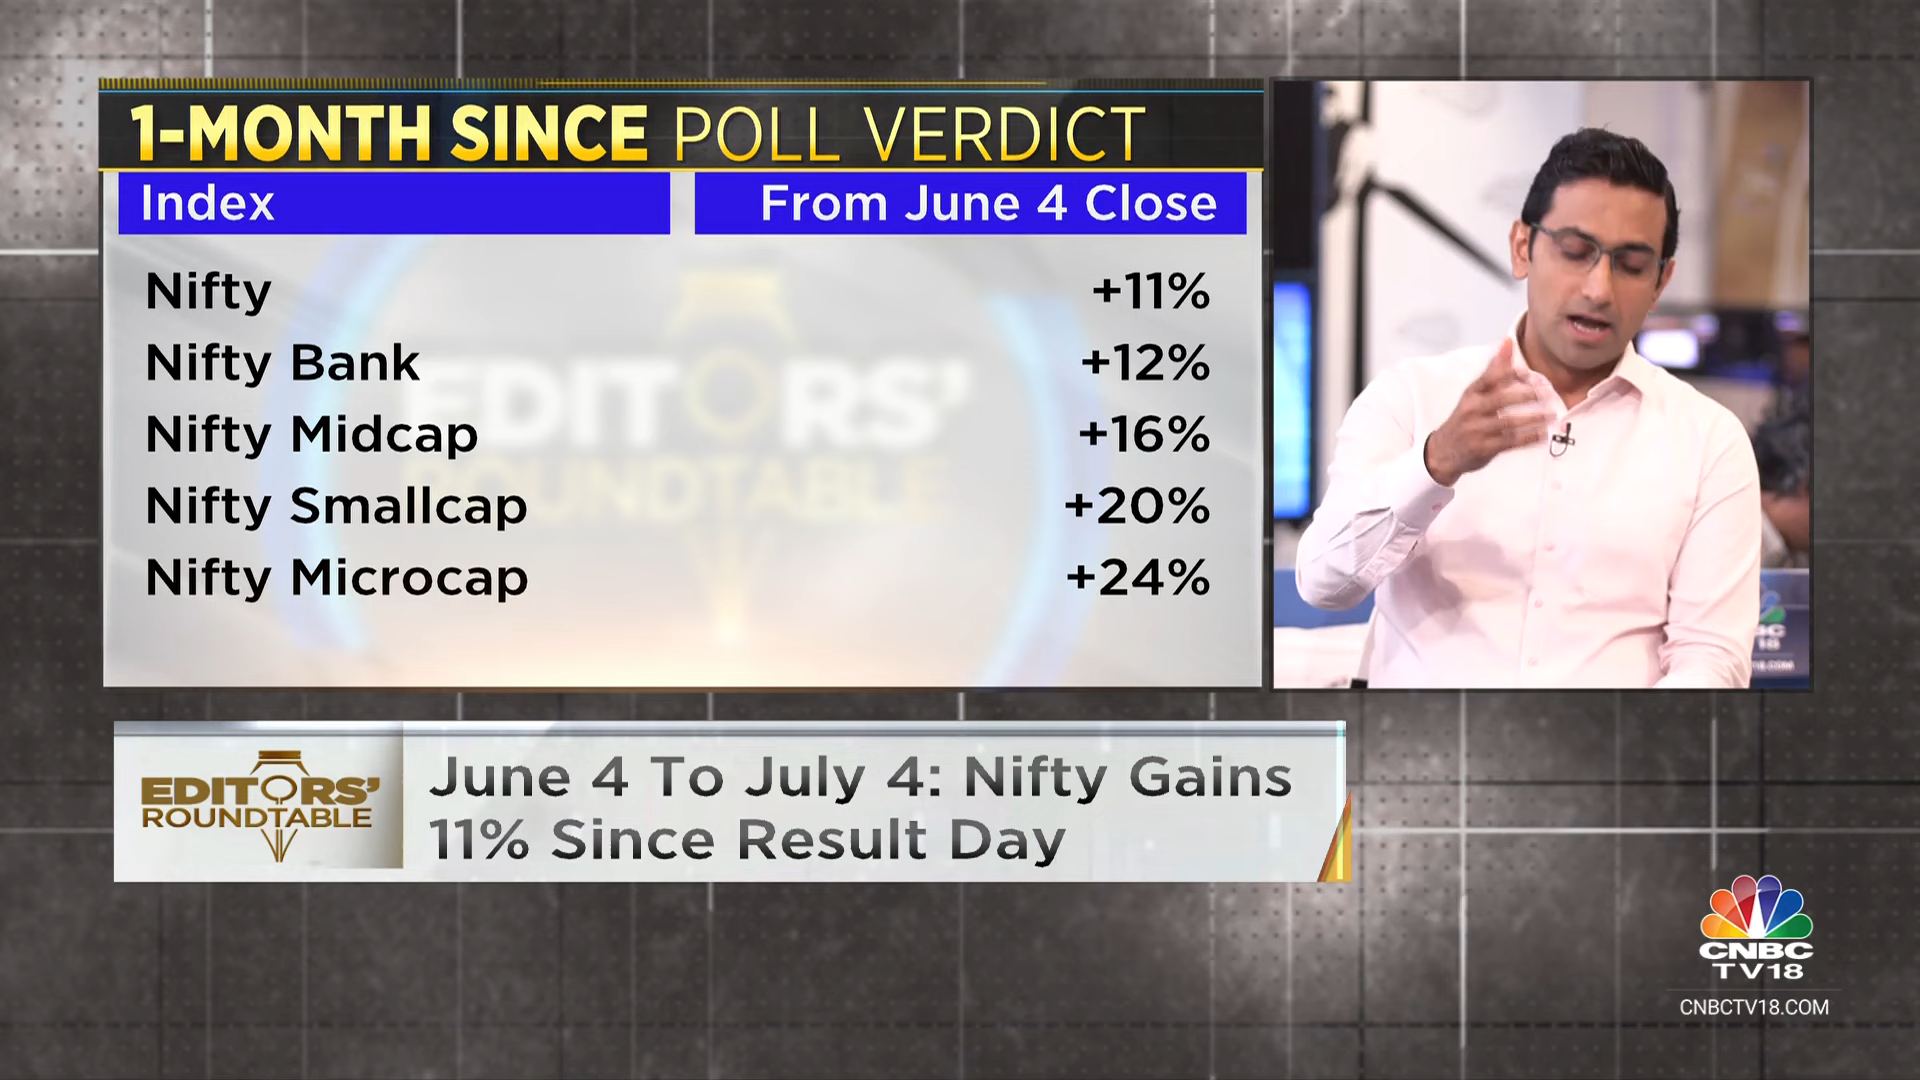 1-MONTH SINCE POLL VERDICT
Index From June 4 Close
Nifty +11%
Nifty Bank +12%
Nifty Midcap +16%
Nifty Smallcap +20%
Nifty Microcap +24%
EDITORS'
ROUNDTABLE
EDITORS'
ROUNDTABLE
June 4 To July 4: Nifty Gains
11% Since Result Day
CNBC
TV18
CNBCTV18.COM